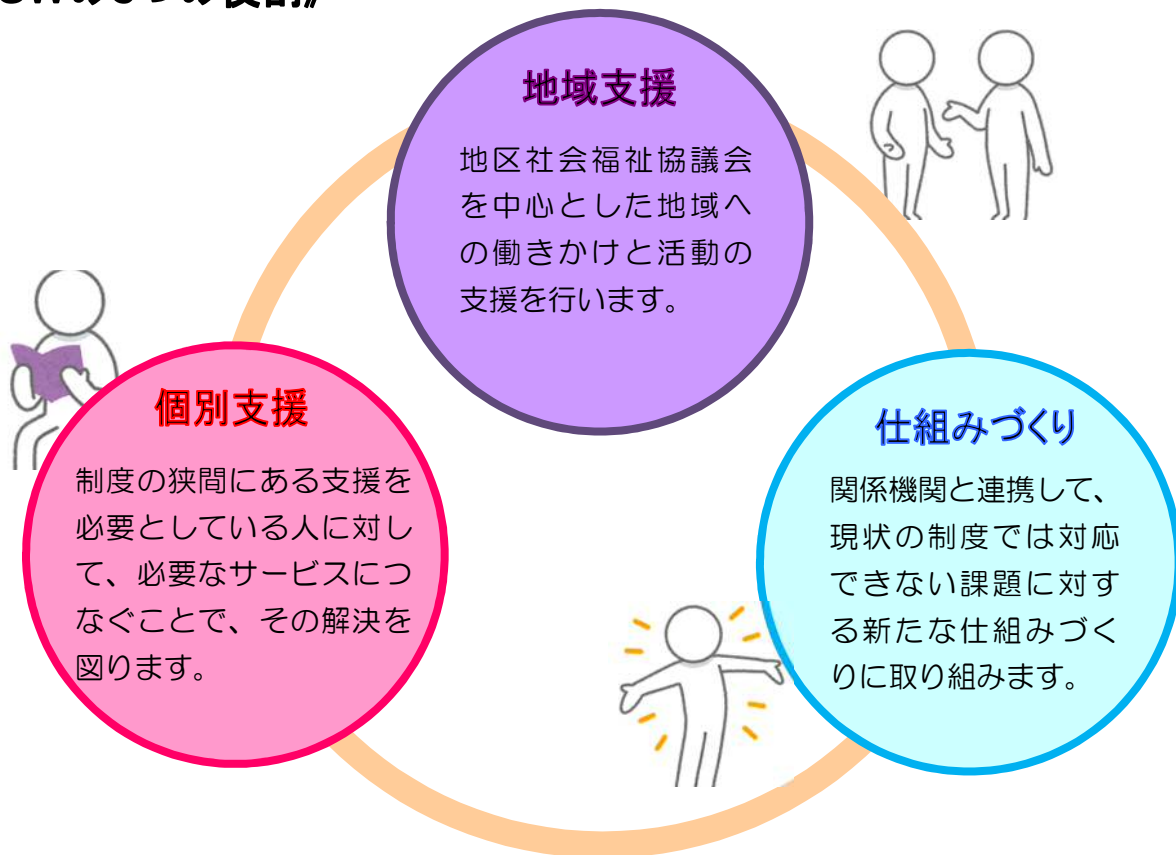 の3つの役割》
地域支援
地区社会福祉協議会
を中心とした地域へ
の働きかけと活動の
支援を行います。
個別支援
制度の狭間にある支援を
必要としている人に対し
て、必要なサービスにつ
なぐことで、その解決を
図ります。
仕組みづくり
関係機関と連携して、
現状の制度では対応
できない課題に対す
る新たな仕組みづく
りに取り組みます。